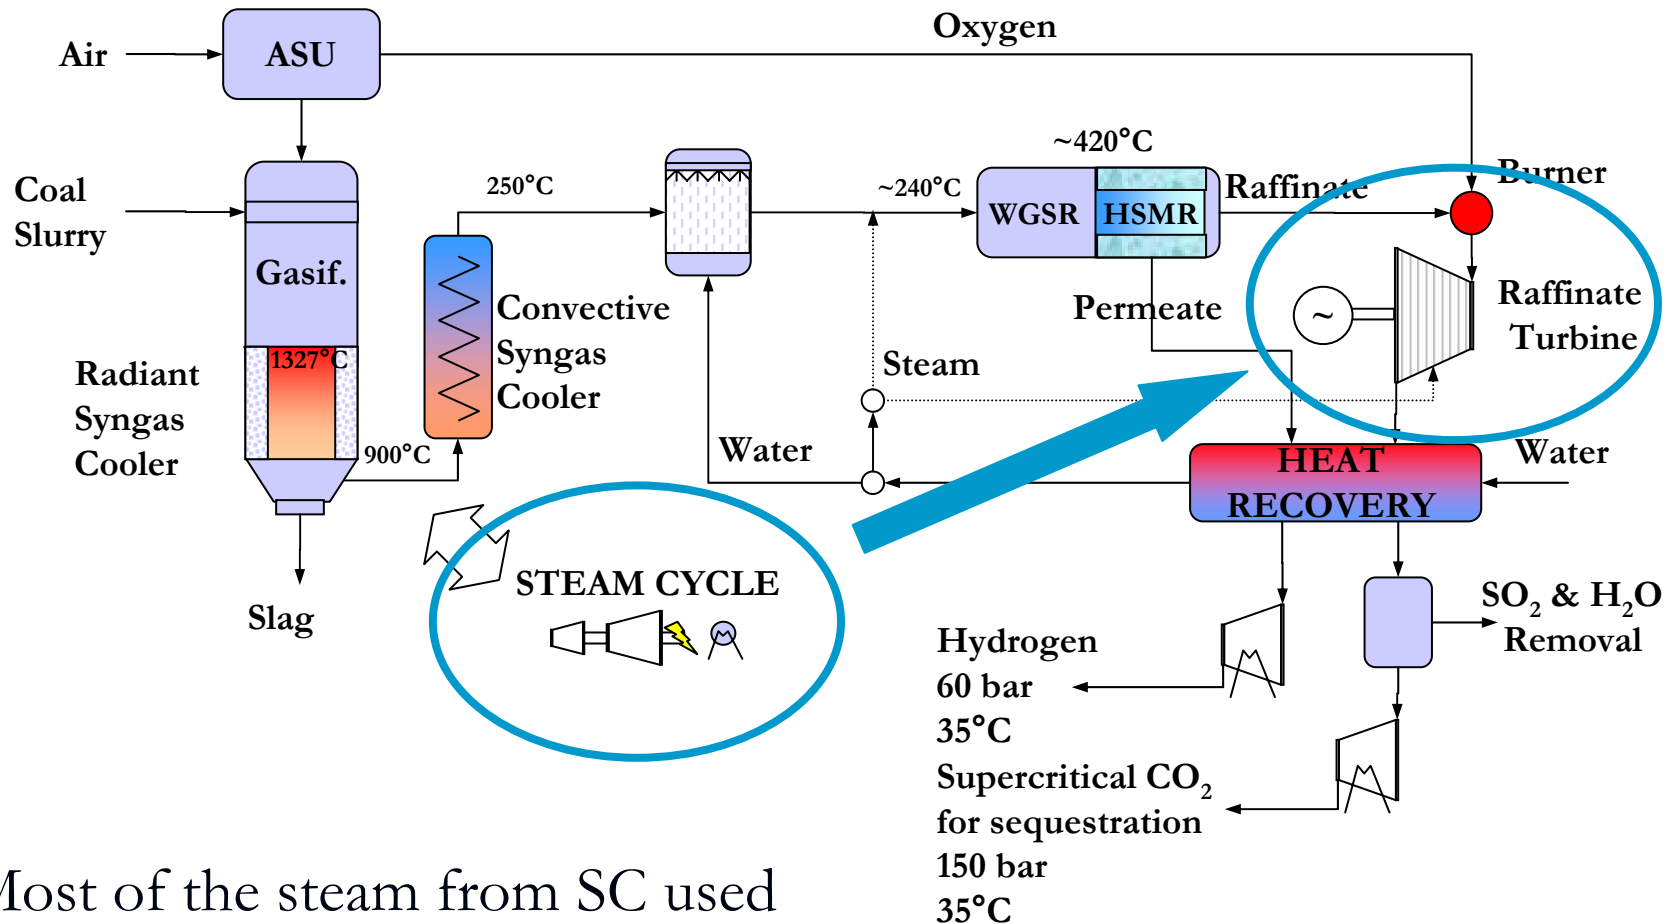 Oxygen
Air
ASU
~420°C
Coal
Slurry
250°C
~240°C
WGSR
HSMR
Raffinate
Burner
Gasif.
Convective
Syngas
Cooler
Permeate
~
Raffinate
Turbine
1327°C
Radiant
Syngas
Cooler
Steam
900°C
Water
HEAT
RECOVERY
Water
STEAM CYCLE
Slag
SO₂ & H₂O
Removal
Hydrogen
60 bar
35°C
Supercritical CO₂
for sequestration
150 bar
35°C
Most of the steam from SC used